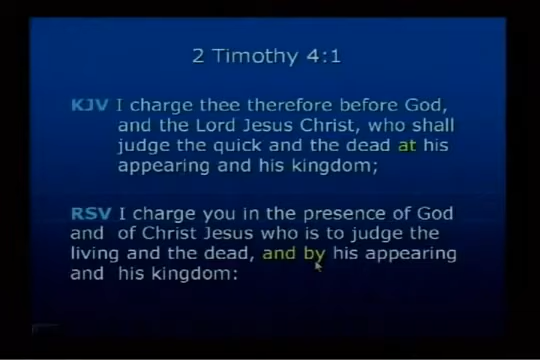 2 Timothy 4:1
KJV I charge thee therefore before God,
and the Lord Jesus Christ, who shall
judge the quick and the dead at his
appearing and his kingdom;
RSV I charge you in the presence of God
and of Christ Jesus who is to judge the
living and the dead, and by his appearing
and his kingdom: